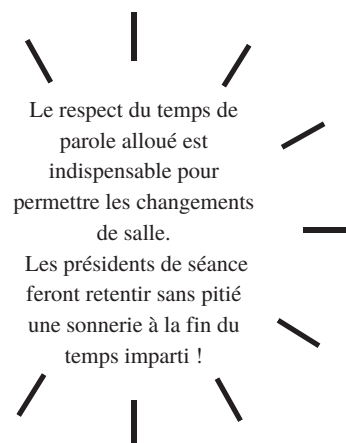 Le respect du temps de
parole alloué est
indispensable pour
permettre les changements
de salle.
Les présidents de séance
feront retentir sans pitié
une sonnerie à la fin du
temps imparti !